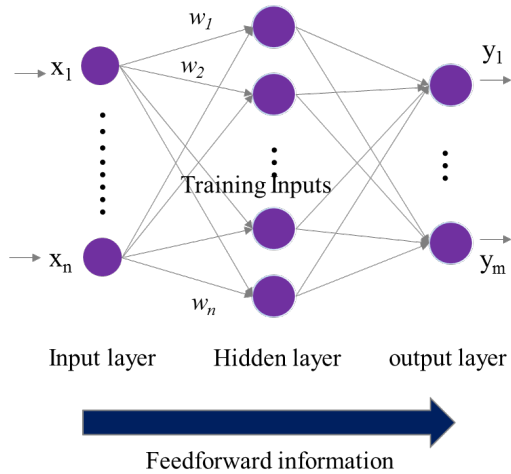 w1
x1
w2
y1
Training Inputs
xn
ym
wn
Input layer
Hidden layer
output layer
Feedforward information